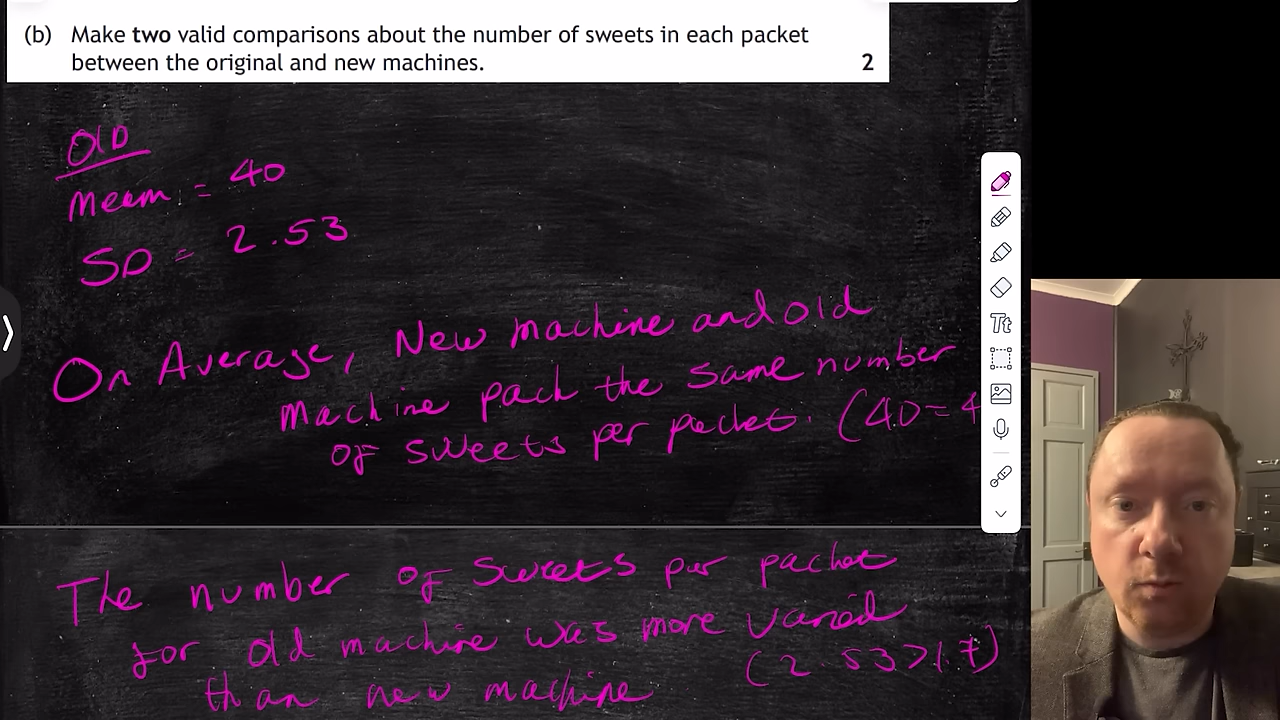 (b) Make two valid comparisons about the number of sweets in each packet
between the original and new machines. 2
Old
Mean = 40
SD = 2.53
On Average, New machine and old
machine pack the same number
of sweets per packet. (40=4
Tt
The number of sweets per packet
for old machine was more varied
than new machine (2.53>1.7)